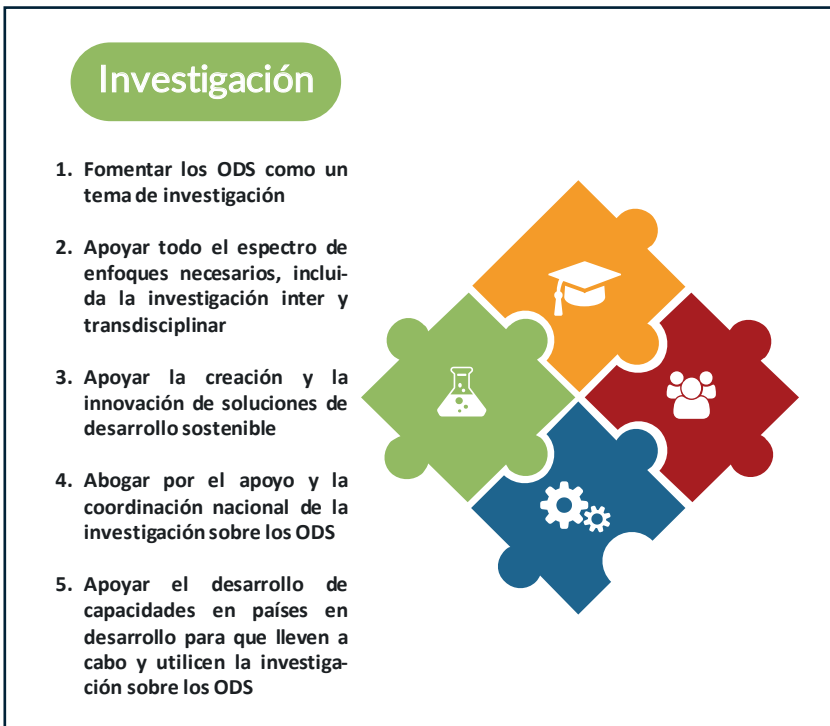 Investigación
1. Fomentar los ODS como un
tema de investigación
2. Apoyar todo el espectro de
enfoques necesarios, inclui-
da la investigación inter y
transdisciplinar
3. Apoyar la creación y la
innovación de soluciones de
desarrollo sostenible
4. Abogar por el apoyo y la
coordinación nacional de la
investigación sobre los ODS
5. Apoyar el desarrollo de
capacidades en países en
desarrollo para que lleven a
cabo y utilicen la investiga-
ción sobre los ODS